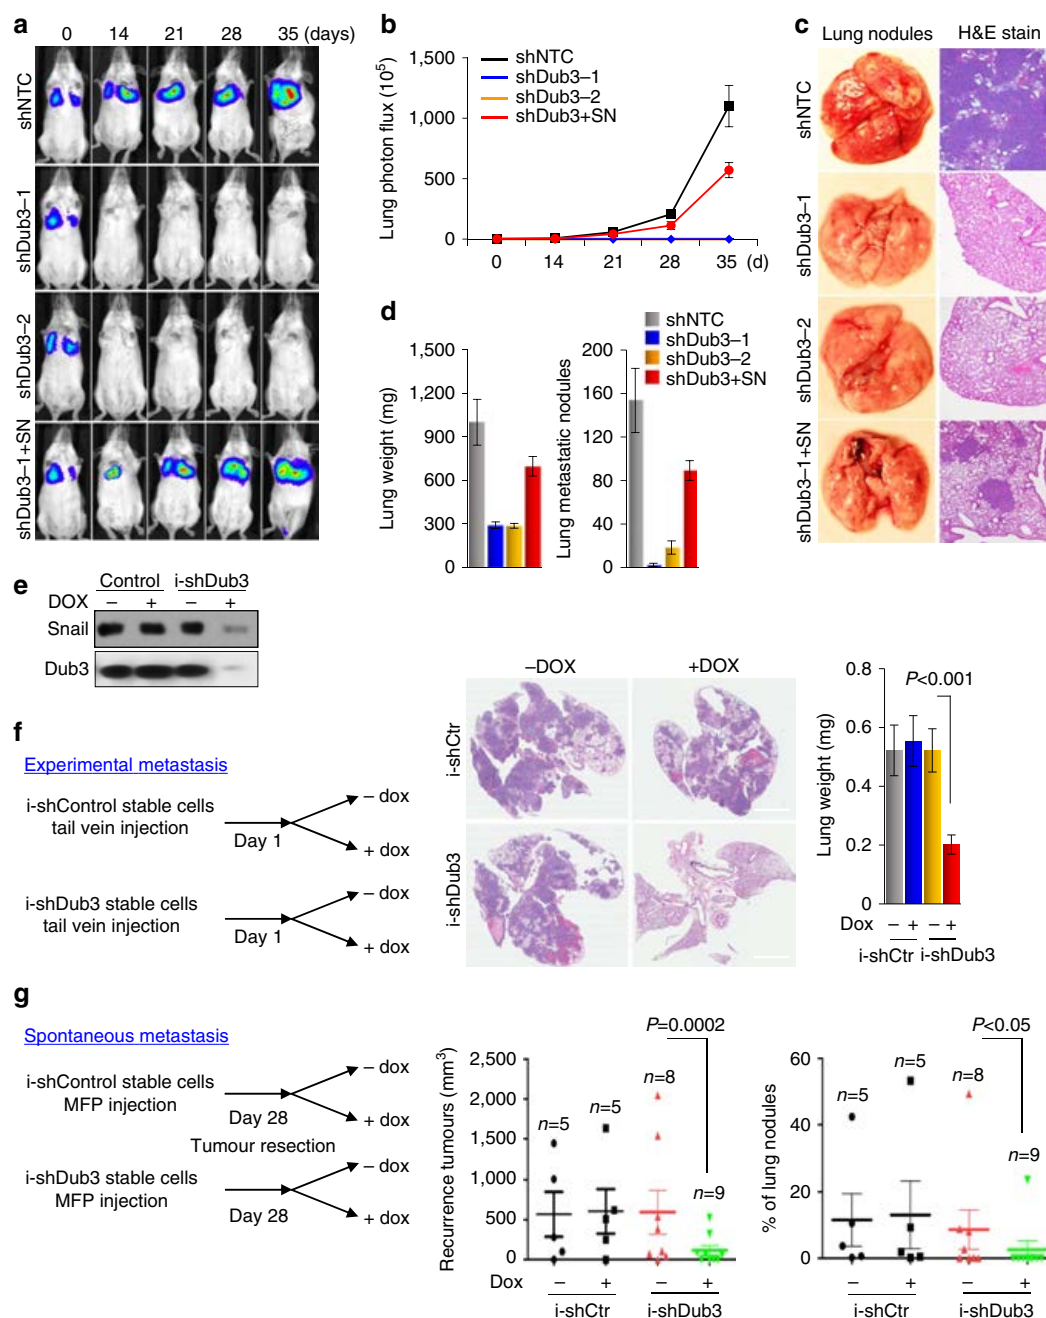 a
0 14 21 28 35 (days)
shNTC
shDub3–1
shDub3–2
shDub3–1+SN
b
Lung photon flux (10⁵)
1,500
1,000
500
0
shNTC
shDub3–1
shDub3–2
shDub3+SN
0 14 21 28 35 (d)
c
Lung nodules H&E stain
shNTC
shDub3–1
shDub3–2
shDub3–1+SN
d
shNTC
shDub3–1
shDub3–2
shDub3+SN
Lung weight (mg)
1,500
1,200
900
600
300
0
Lung metastatic nodes
200
160
120
80
40
0
e
Control i-shDub3
DOX – + – +
Snail
Dub3
f
Experimental metastasis
i-shControl stable cells
tail vein injection
Day 1
– dox
+ dox
i-shDub3 stable cells
tail vein injection
Day 1
– dox
+ dox
–DOX +DOX
i-shCtr
i-shDub3
Lung weight (mg)
0.8
0.6
0.4
0.2
0
P<0.001
Dox – + – +
i-shCtr i-shDub3
g
Spontaneous metastasis
i-shControl stable cells
MFP injection
Day 28
– dox
+ dox
Tumour resection
i-shDub3 stable cells
MFP injection
Day 28
– dox
+ dox
Recurrence tumours (mm³)
2,500
2,000
1,500
1,000
500
0
P=0.0002
n=5
n=5
n=8
n=9
Dox – + – +
i-shCtr i-shDub3
% of lung nodules
60
40
20
0
P<0.05
n=5
n=5
n=8
n=9
– + – +
i-shCtr i-shDub3